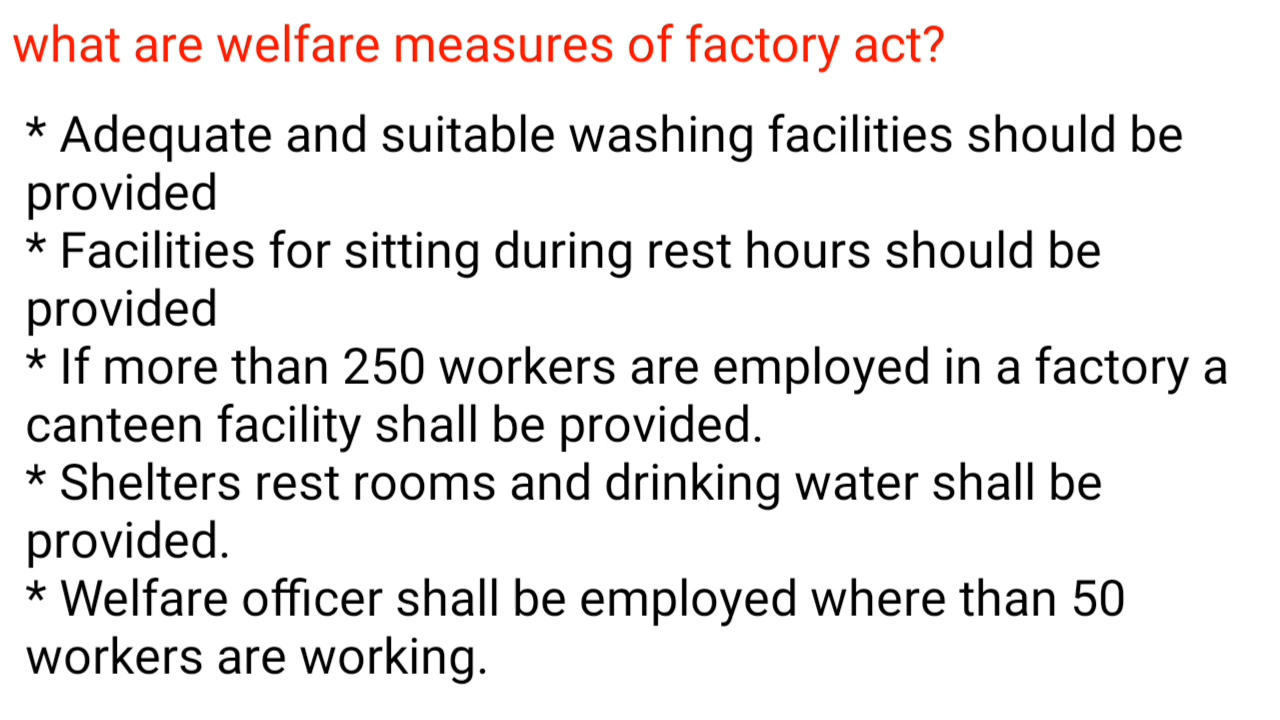 what are welfare measures of factory act?
* Adequate and suitable washing facilities should be
provided
* Facilities for sitting during rest hours should be
provided
* If more than 250 workers are employed in a factory a
canteen facility shall be provided.
* Shelters rest rooms and drinking water shall be
provided.
* Welfare officer shall be employed where than 50
workers are working.